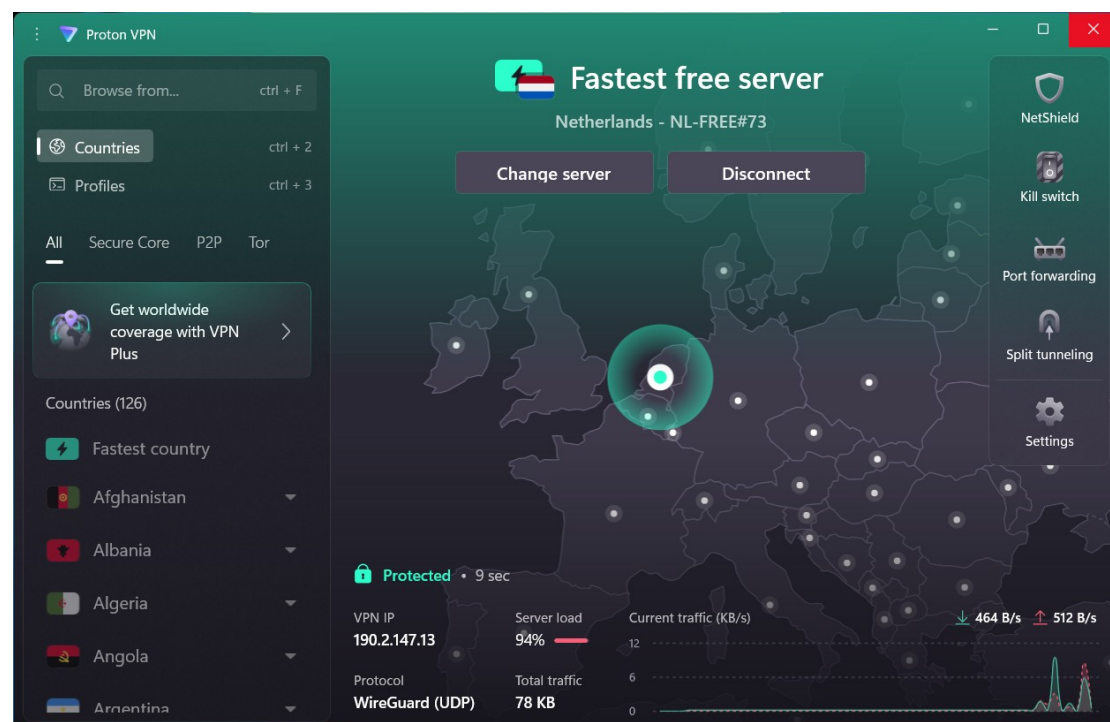 Proton VPN
Browse from... ctrl + F
Countries ctrl + 2
Profiles ctrl + 3
All Secure Core P2P Tor
Get worldwide
coverage with VPN
Plus
Countries (126)
Fastest country
Afghanistan
Albania
Algeria
Angola
Argentina
Fastest free server
Netherlands - NL-FREE#73
Change server Disconnect
NetShield
Kill switch
Port forwarding
Split tunneling
Settings
Protected • 9 sec
VPN IP
190.2.147.13
Server load
94%
Protocol
WireGuard (UDP)
Total traffic
78 KB
Current traffic (KB/s) 464 B/s 512 B/s
12
6
0